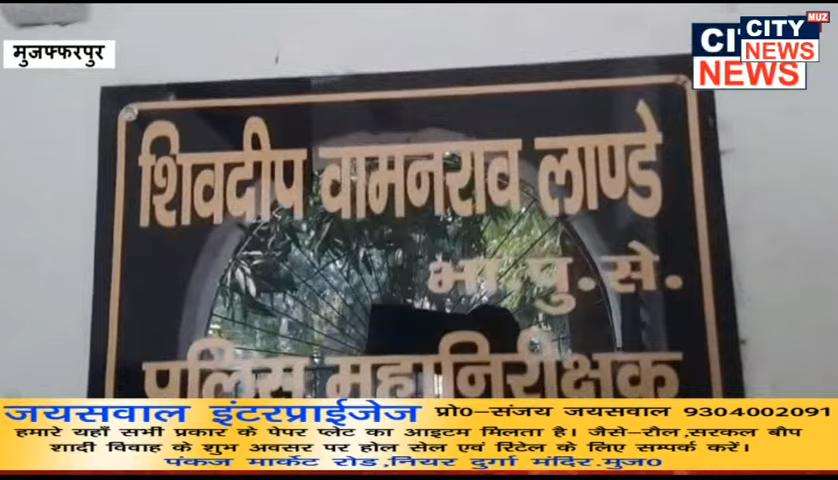 मुजफ्फरपुर
MUZ
CITY
NEWS
NEWS
शिवदीप वामनराव लाण्डे
भा.पु.से.
पुलिस महानिरीक्षक
जयसवाल इंटरप्राईजेज प्रो0-संजय जयसवाल 9304002091
हमारे यहाँ सभी प्रकार के पेपर प्लेट का आइटम मिलता है। जैसे-रौल,सरकल बौप
शादी विवाह के शुभ अवसर पर होल सेल एवं रिटेल के लिए सम्पर्क करें।
पंकज मार्केट रोड,नियर दुर्गा मंदिर.मुज0